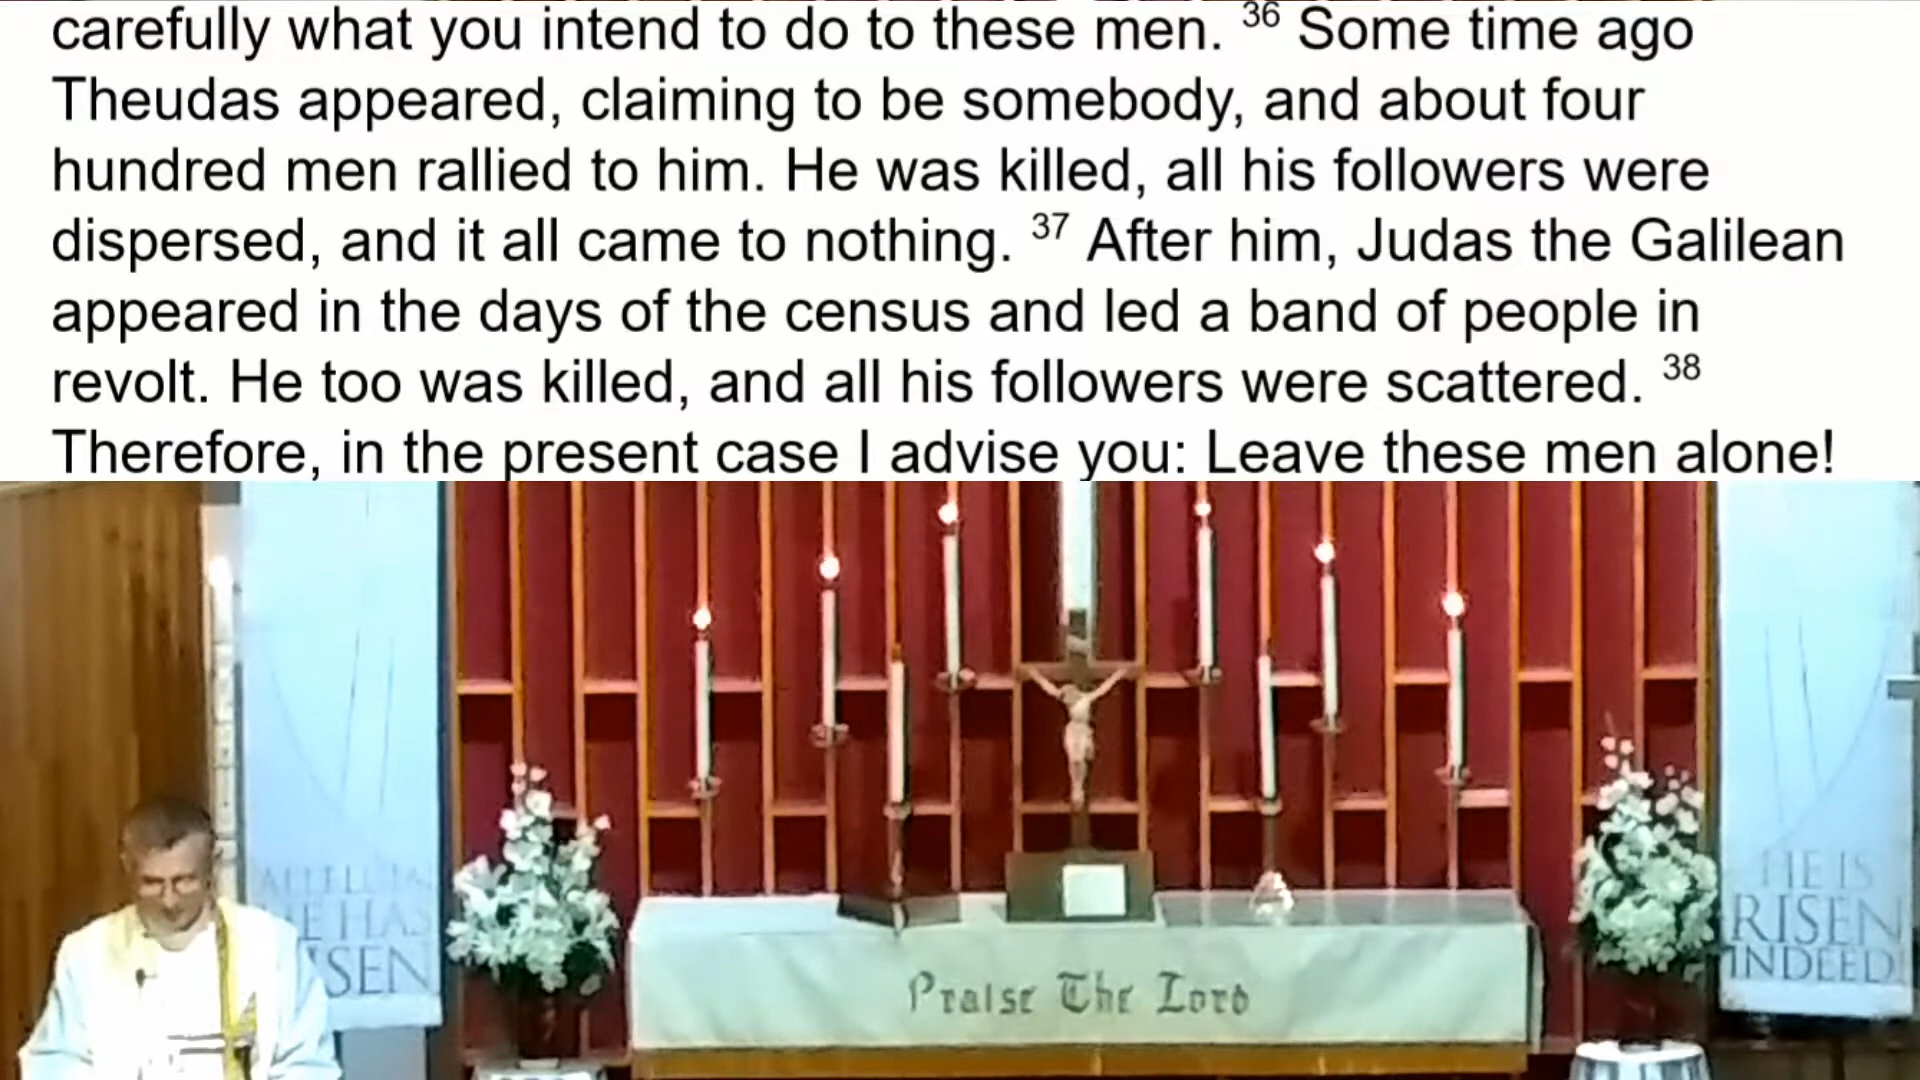 carefully what you intend to do to these men. 36 Some time ago
Theudas appeared, claiming to be somebody, and about four
hundred men rallied to him. He was killed, all his followers were
dispersed, and it all came to nothing. 37 After him, Judas the Galilean
appeared in the days of the census and led a band of people in
revolt. He too was killed, and all his followers were scattered. 38
Therefore, in the present case I advise you: Leave these men alone!
ALLELUIA
HE HAS
RISEN
Praise The Lord
HE IS
RISEN
INDEED